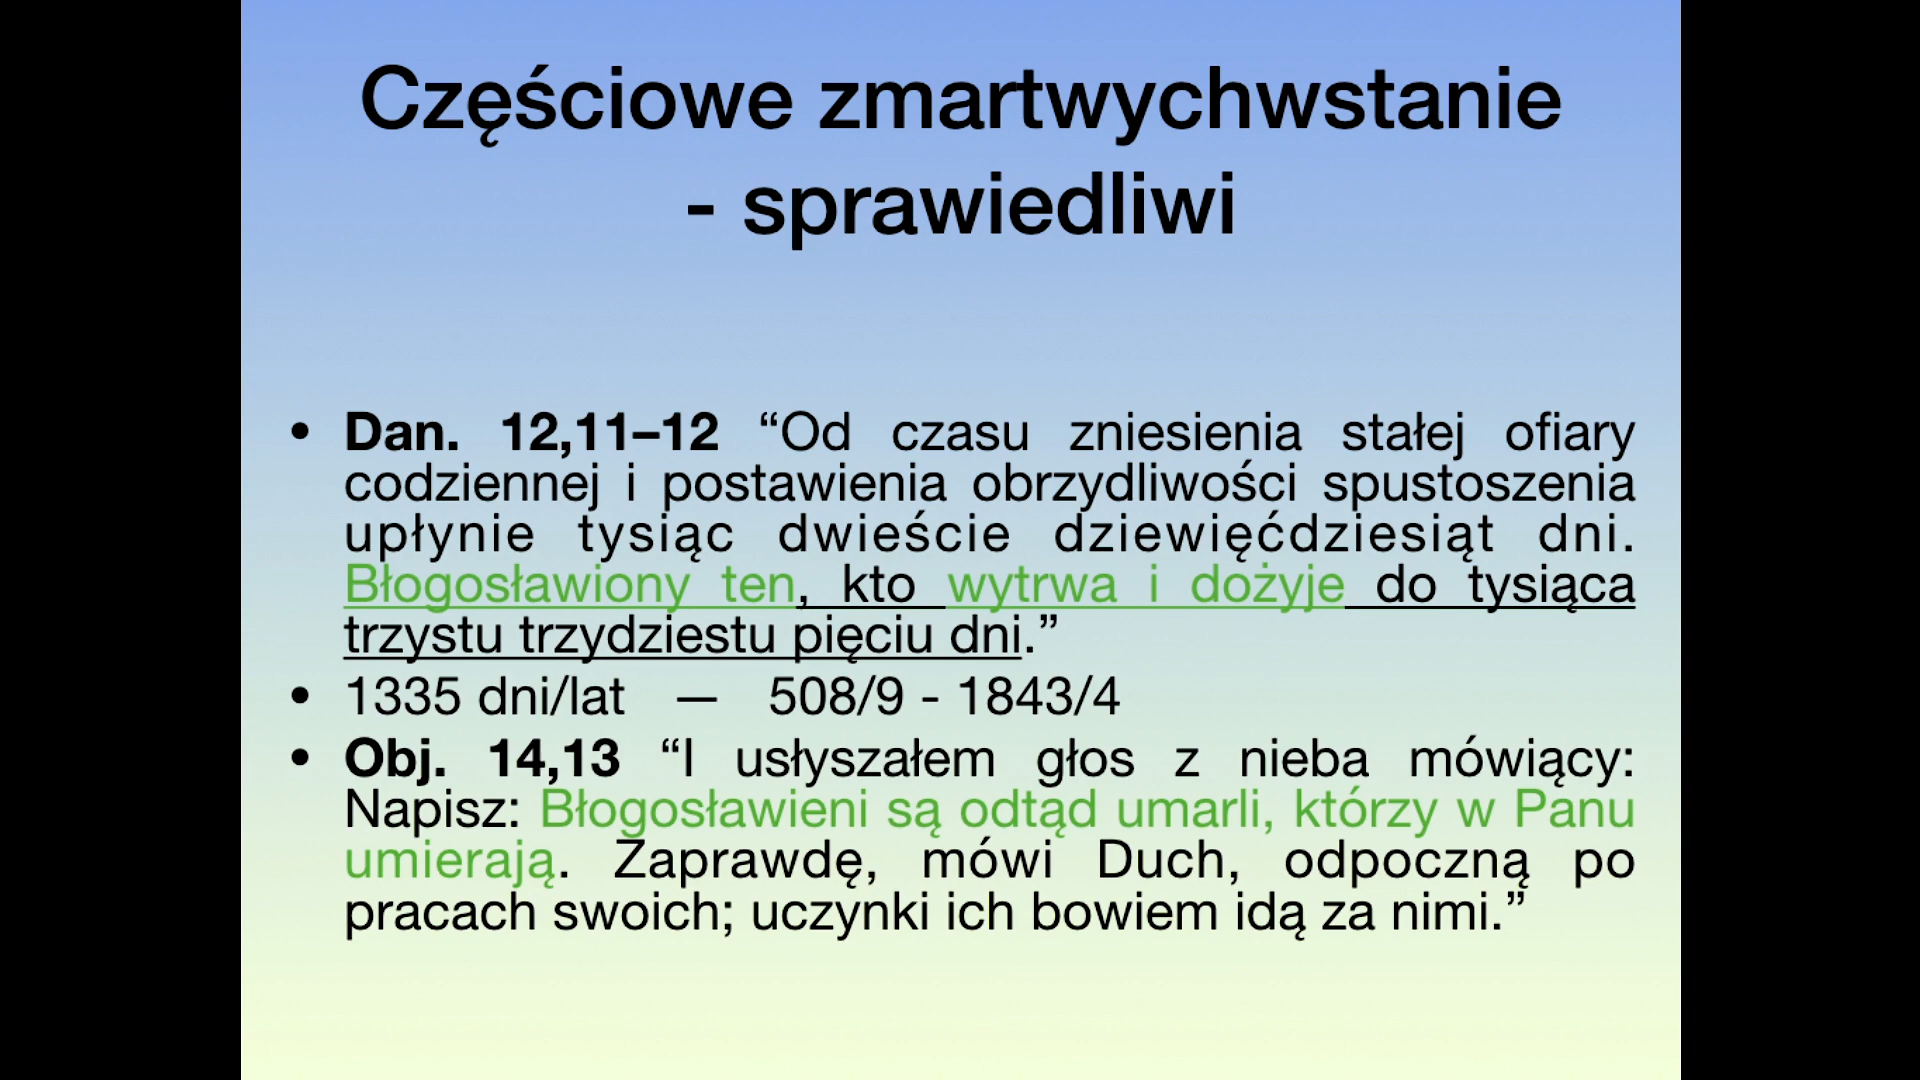 Częściowe zmartwychwstanie
- sprawiedliwi
• Dan. 12,11–12 “Od czasu zniesienia stałej ofiary
codziennej i postawienia obrzydliwości spustoszenia
upłynie tysiąc dwieście dziewięćdziesiąt dni.
Błogosławiony ten, kto wytrwa i dożyje do tysiąca
trzystu trzydziestu pięciu dni.”
• 1335 dni/lat — 508/9 - 1843/4
• Obj. 14,13 “I usłyszałem głos z nieba mówiący:
Napisz: Błogosławieni są odtąd umarli, którzy w Panu
umierają. Zaprawdę, mówi Duch, odpoczną po
pracach swoich; uczynki ich bowiem idą za nimi.”